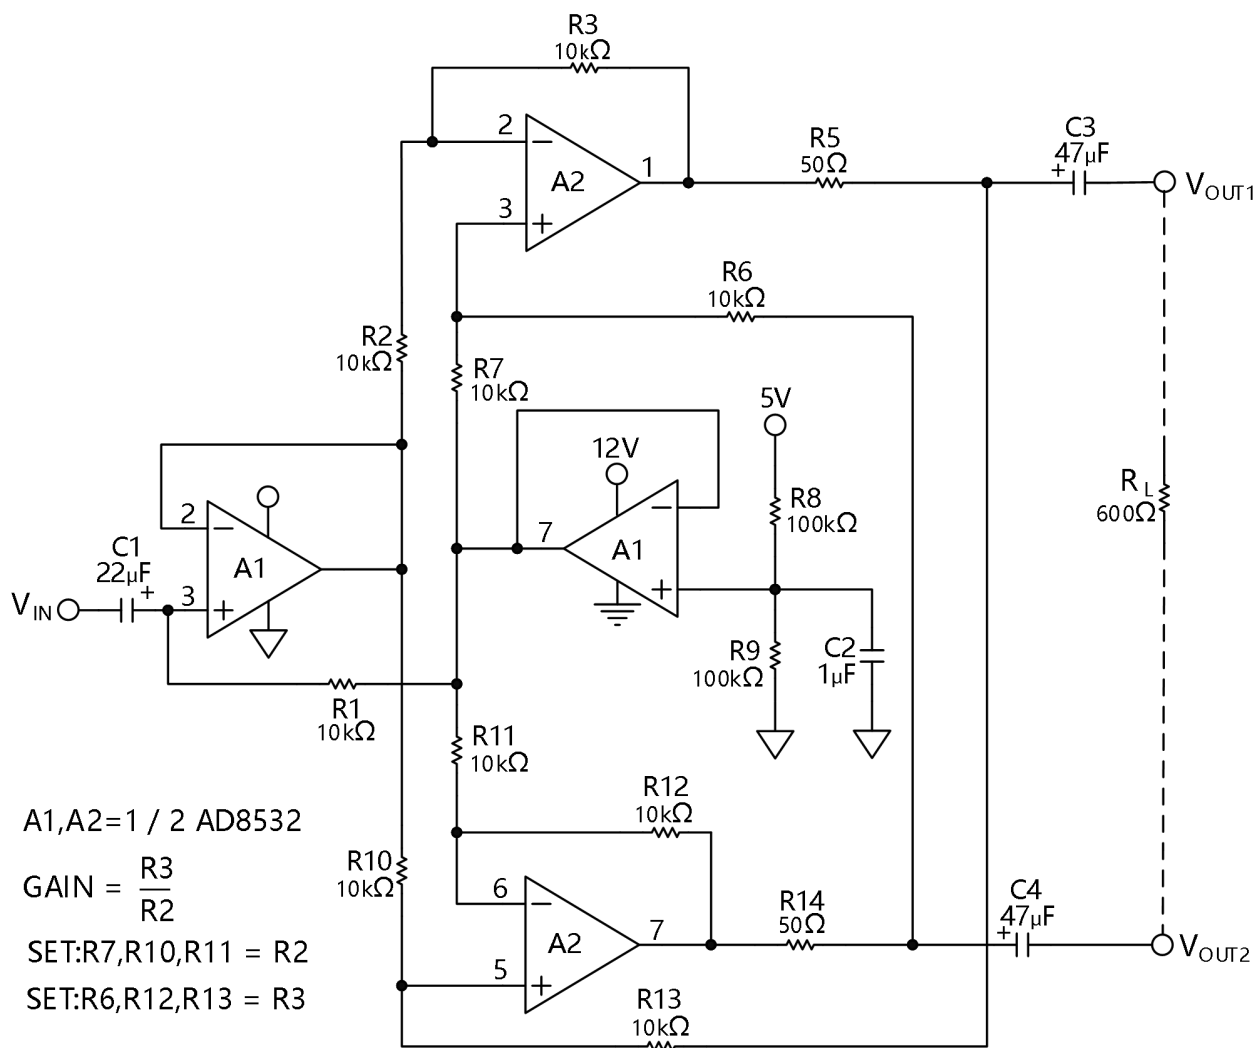 R3
10kΩ
2
A2
1
3
R5
50Ω
C3
47µF
+
VOUT1
R6
10kΩ
R2
10kΩ
R7
10kΩ
5V
12V
R8
100kΩ
RL
600Ω
2
A1
3
C1
22µF
+
VIN
7
A1
R9
100kΩ
C2
1µF
R1
10kΩ
R11
10kΩ
R12
10kΩ
A1,A2=1 / 2 AD8532
GAIN = R3
R2
SET:R7,R10,R11 = R2
SET:R6,R12,R13 = R3
R10
10kΩ
6
A2
7
5
R14
50Ω
C4
47µF
+
VOUT2
R13
10kΩ